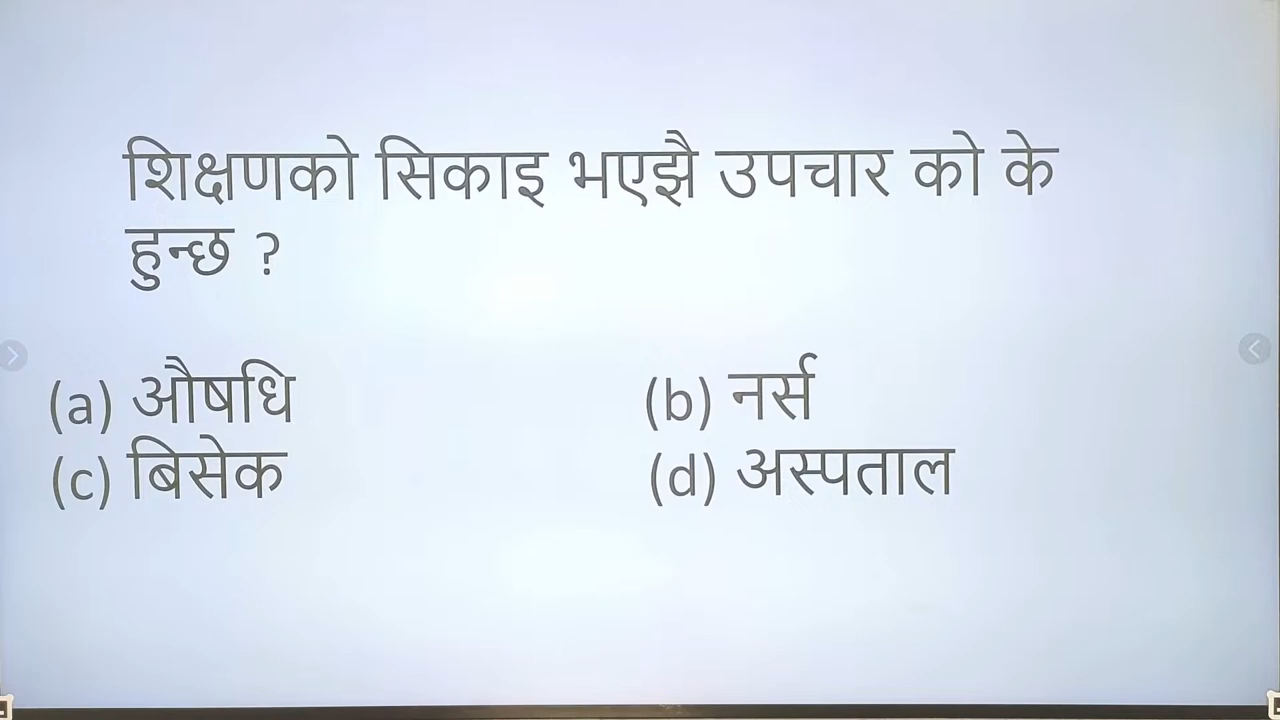 शिक्षणको सिकाइ भएझै उपचार को के
हुन्छ ?
(a) औषधि (b) नर्स
(c) बिसेक (d) अस्पताल